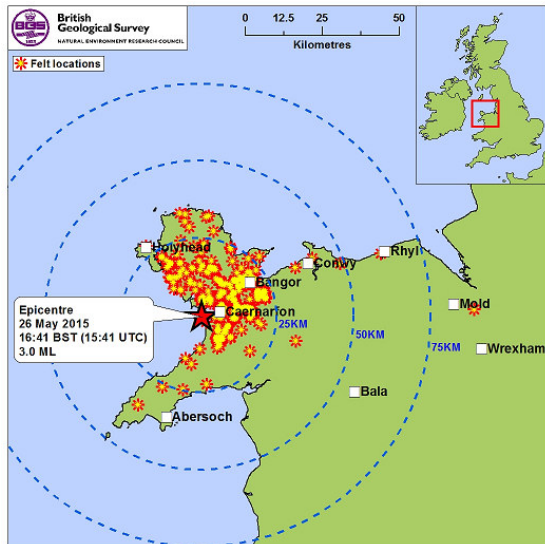 BGS
British
Geological Survey
NATURAL ENVIRONMENT RESEARCH COUNCIL
0 12.5 25 50
Kilometres
Felt locations
Holyhead
Rhyl
Conwy
Bangor
Epicentre
26 May 2015
16:41 BST (15:41 UTC)
3.0 ML
Caernarfon
25KM
50KM
75KM
Mold
Wrexham
Bala
Abersoch